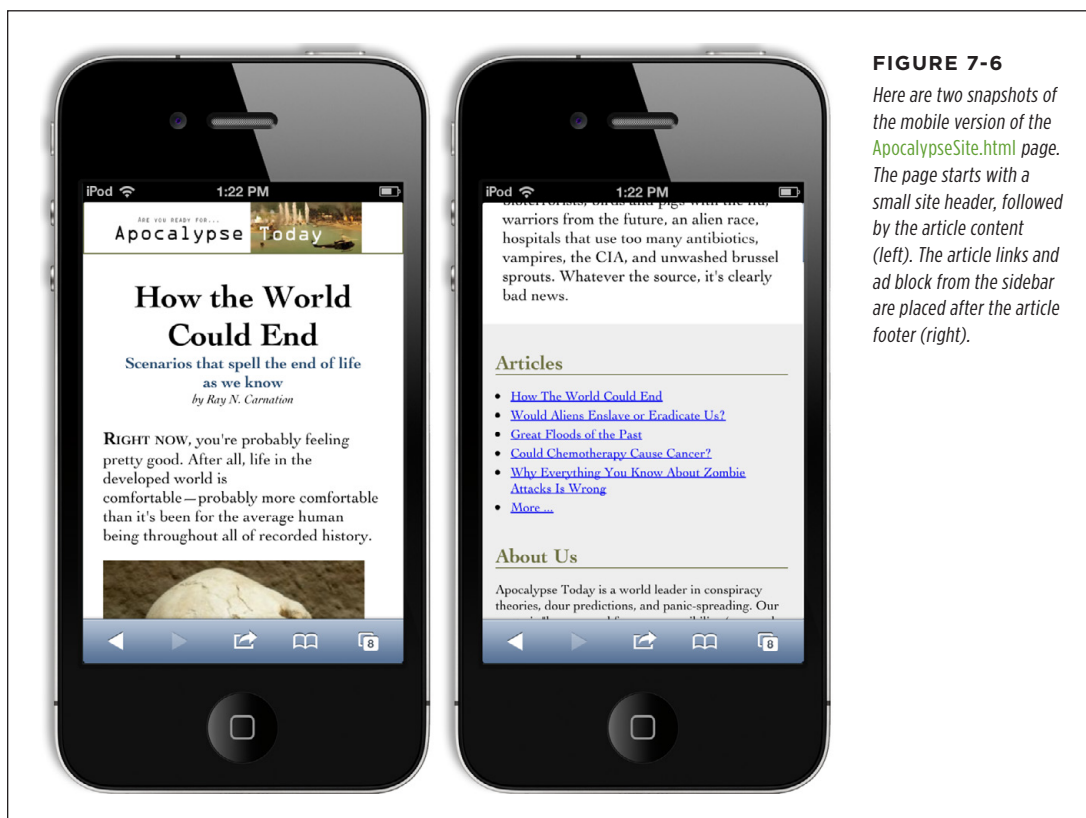 iPod
1:22 PM
ARE YOU READY FOR...
Apocalypse Today
How the World
Could End
Scenarios that spell the end of life
as we know
by Ray N. Carnation
RIGHT NOW, you're probably feeling
pretty good. After all, life in the
developed world is
comfortable—probably more comfortable
than it's been for the average human
being throughout all of recorded history.
8
iPod
1:22 PM
bioterrorists, birds and pigs with the flu,
warriors from the future, an alien race,
hospitals that use too many antibiotics,
vampires, the CIA, and unwashed brussel
sprouts. Whatever the source, it's clearly
bad news.
Articles
• How The World Could End
• Would Aliens Enslave or Eradicate Us?
• Great Floods of the Past
• Could Chemotherapy Cause Cancer?
• Why Everything You Know About Zombie
Attacks Is Wrong
• More ...
About Us
Apocalypse Today is a world leader in conspiracy
theories, dour predictions, and panic-spreading. Our
8
FIGURE 7-6
Here are two snapshots of
the mobile version of the
ApocalypseSite.html page.
The page starts with a
small site header, followed
by the article content
(left). The article links and
ad block from the sidebar
are placed after the article
footer (right).